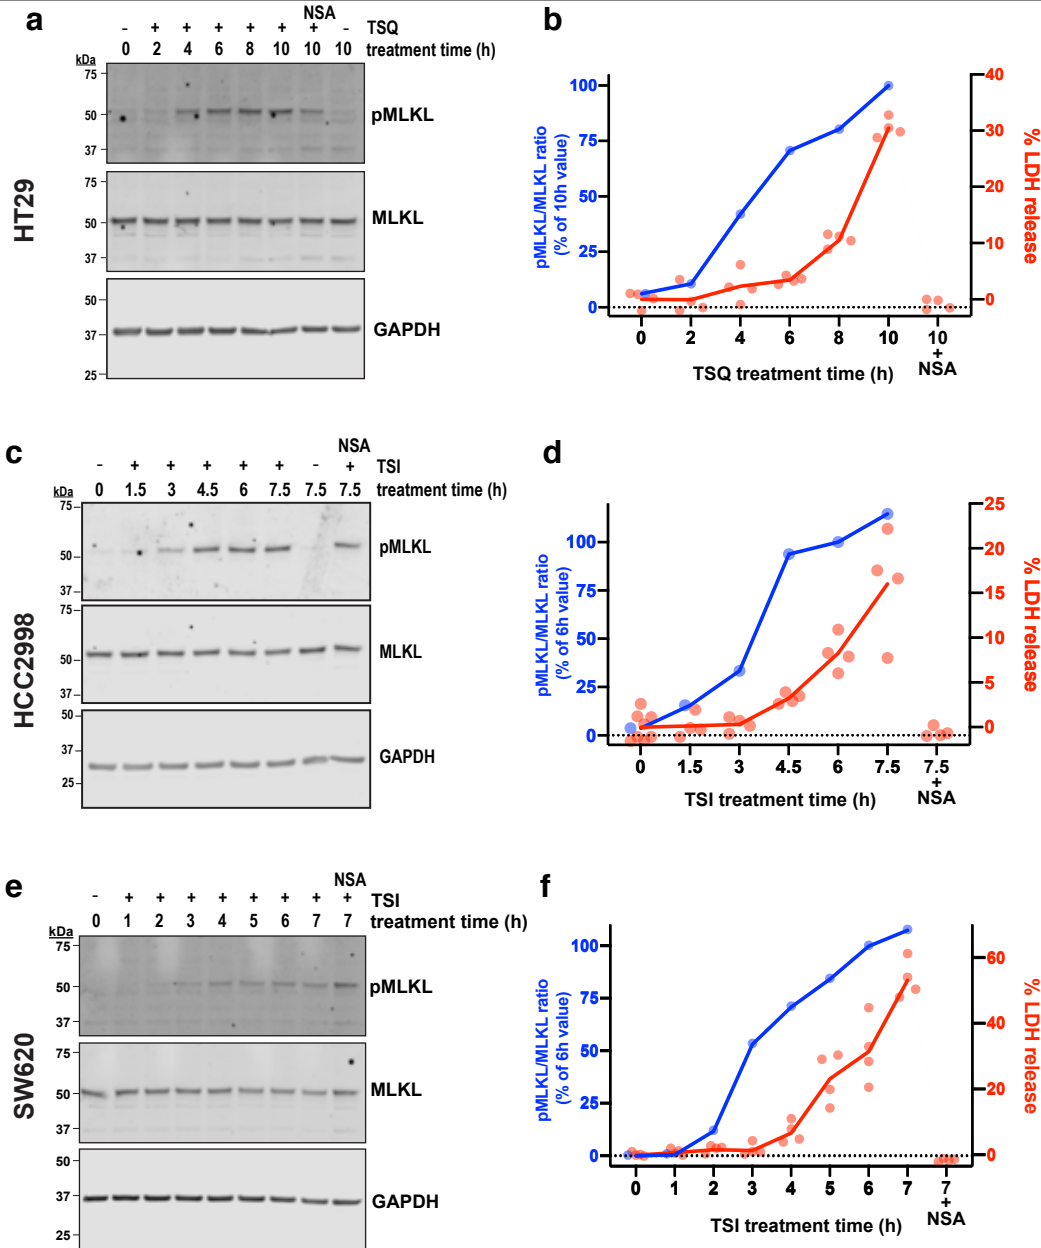 a
NSA
- + + + + + + - TSQ
0 2 4 6 8 10 10 10 treatment time (h)
kDa
75
50
37
pMLKL
75
50
37
MLKL
50
37
25
GAPDH
HT29
b
pMLKL/MLKL ratio
(% of 10h value)
100
75
50
25
0
40
30
20
10
0
% LDH release
0 2 4 6 8 10 10
+
NSA
TSQ treatment time (h)
c
NSA
- + + + + + - + TSI
0 1.5 3 4.5 6 7.5 7.5 7.5 treatment time (h)
kDa
75
50
37
pMLKL
75
50
37
MLKL
50
37
25
GAPDH
HCC2998
d
pMLKL/MLKL ratio
(% of 6h value)
100
75
50
25
0
25
20
15
10
5
0
% LDH release
0 1.5 3 4.5 6 7.5 7.5
+
NSA
TSI treatment time (h)
e
NSA
- + + + + + + + + TSI
0 1 2 3 4 5 6 7 7 treatment time (h)
kDa
75
50
37
pMLKL
75
50
37
MLKL
50
37
25
GAPDH
SW620
f
pMLKL/MLKL ratio
(% of 6h value)
100
75
50
25
0
60
40
20
0
% LDH release
0 1 2 3 4 5 6 7 7
+
NSA
TSI treatment time (h)